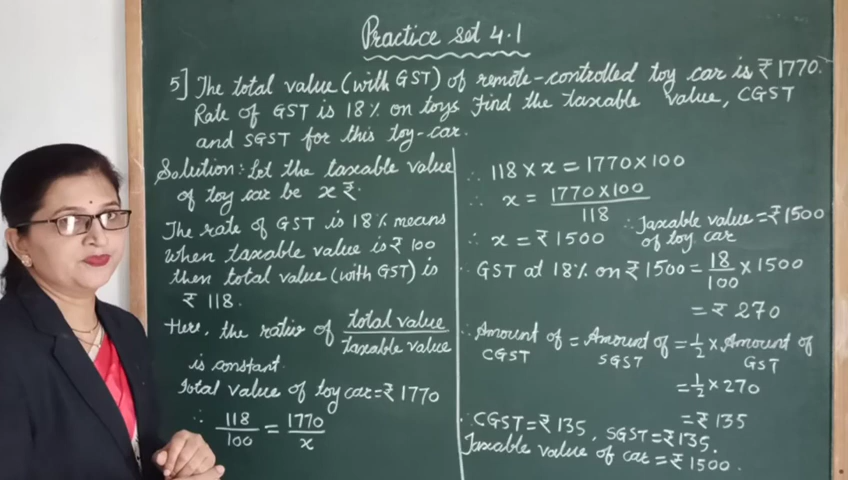 Practice set 4.1
5] The total value (with GST) of remote-controlled toy car is ₹ 1770.
Rate of GST is 18% on toys Find the taxable value, CGST
and SGST for this toy-car.
Solution: Let the taxable value
of toy car be x ₹.
The rate of GST is 18% means
when taxable value is ₹ 100
then total value (with GST) is
₹ 118.
Here, the ratio of total value / taxable value
is constant.
Total value of toy car = ₹ 1770
∴ 118/100 = 1770/x
∴ 118 × x = 1770 × 100
∴ x = 1770 × 100 / 118
∴ x = ₹ 1500 ∴ Taxable value = ₹ 1500
of toy car
∴ GST at 18% on ₹ 1500 = 18/100 × 1500
= ₹ 270
∴ Amount of CGST = Amount of SGST = 1/2 × Amount of GST
= 1/2 × 270
= ₹ 135
∴ CGST = ₹ 135, SGST = ₹ 135.
Taxable value of car = ₹ 1500.